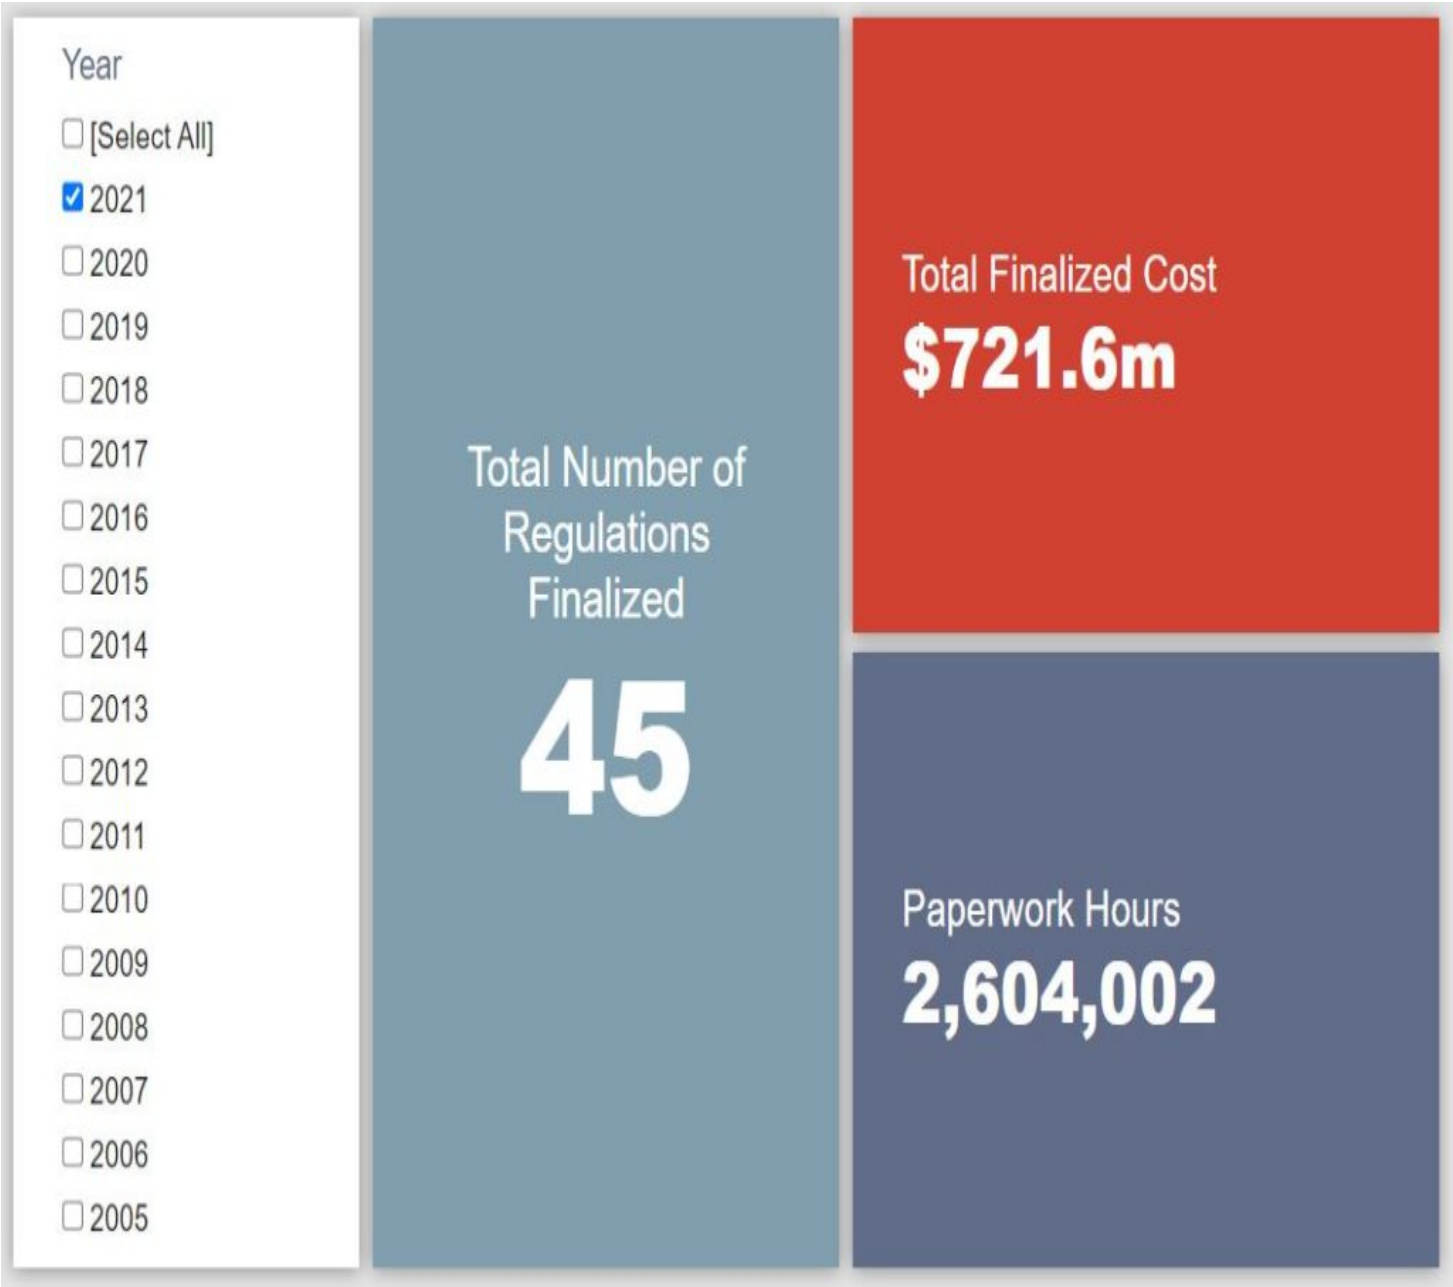 Year
[Select All]
2021
2020
2019
2018
2017
2016
2015
2014
2013
2012
2011
2010
2009
2008
2007
2006
2005
Total Number of
Regulations
Finalized
45
Total Finalized Cost
$721.6m
Paperwork Hours
2,604,002